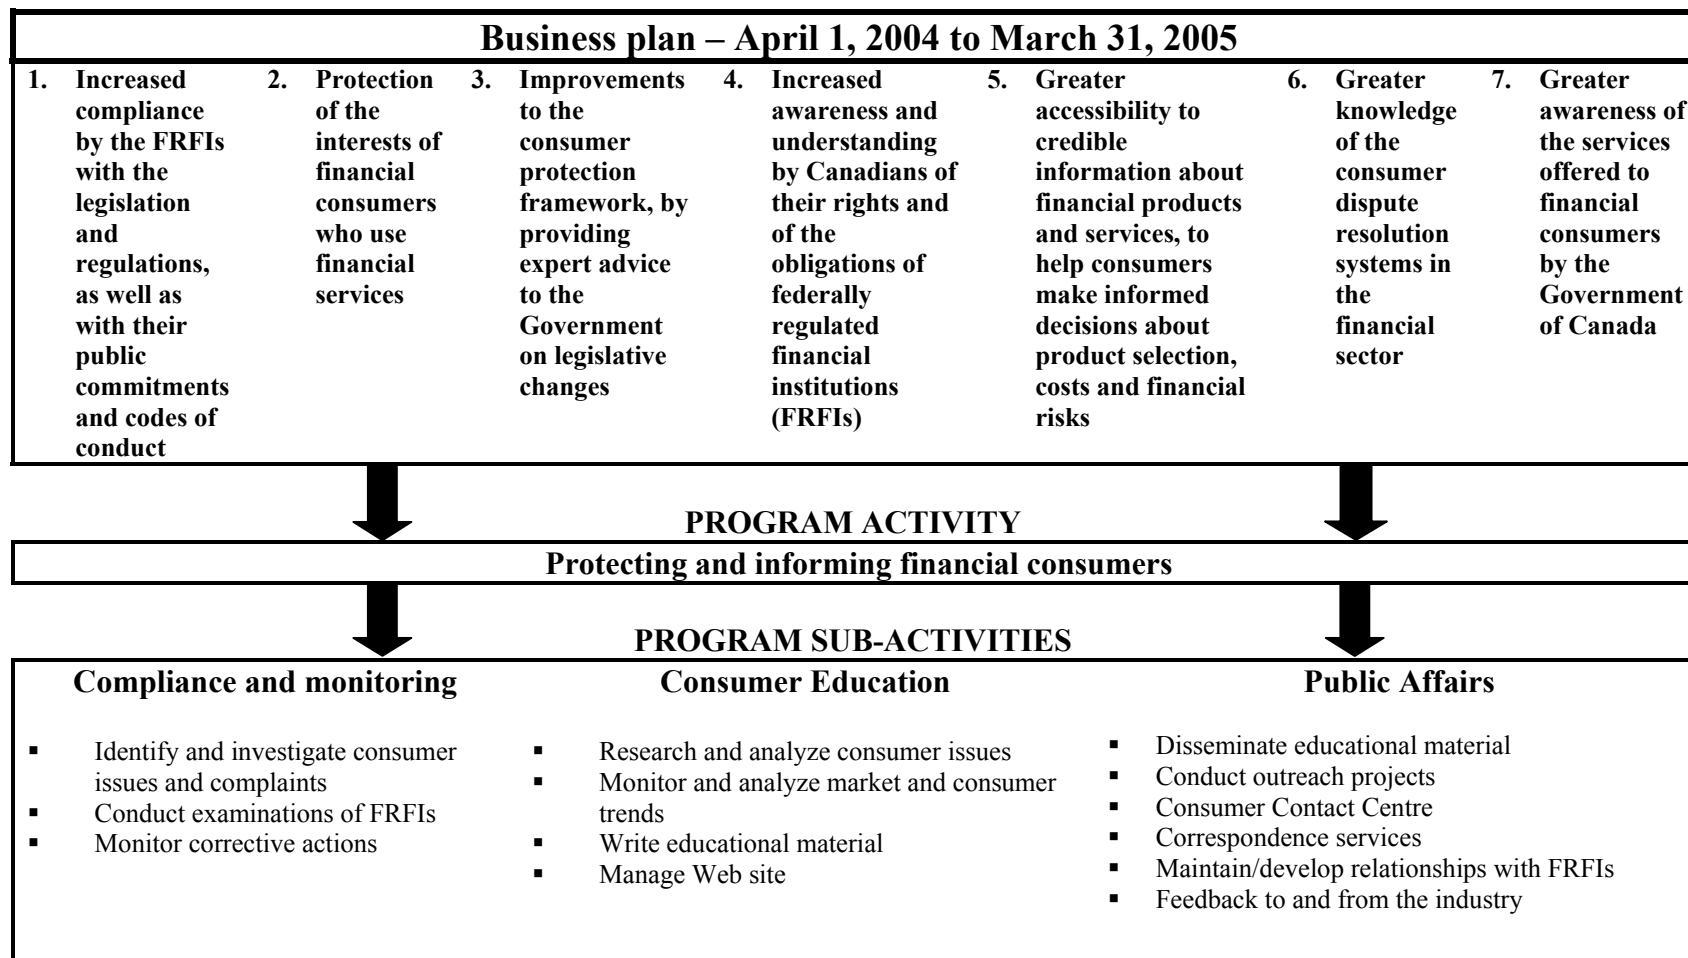 Business plan – April 1, 2004 to March 31, 2005
1. Increased
compliance
by the FRFIs
with the
legislation
and
regulations,
as well as
with their
public
commitments
and codes of
conduct
2. Protection
of the
interests of
financial
consumers
who use
financial
services
3. Improvements
to the
consumer
protection
framework, by
providing
expert advice
to the
Government
on legislative
changes
4. Increased
awareness and
understanding
by Canadians of
their rights and
of the
obligations of
federally
regulated
financial
institutions
(FRFIs)
5. Greater
accessibility to
credible
information about
financial products
and services, to
help consumers
make informed
decisions about
product selection,
costs and financial
risks
6. Greater
knowledge
of the
consumer
dispute
resolution
systems in
the
financial
sector
7. Greater
awareness of
the services
offered to
financial
consumers
by the
Government
of Canada
PROGRAM ACTIVITY
Protecting and informing financial consumers
PROGRAM SUB-ACTIVITIES
Compliance and monitoring
▪ Identify and investigate consumer
issues and complaints
▪ Conduct examinations of FRFIs
▪ Monitor corrective actions
Consumer Education
▪ Research and analyze consumer issues
▪ Monitor and analyze market and consumer
trends
▪ Write educational material
▪ Manage Web site
Public Affairs
▪ Disseminate educational material
▪ Conduct outreach projects
▪ Consumer Contact Centre
▪ Correspondence services
▪ Maintain/develop relationships with FRFIs
▪ Feedback to and from the industry